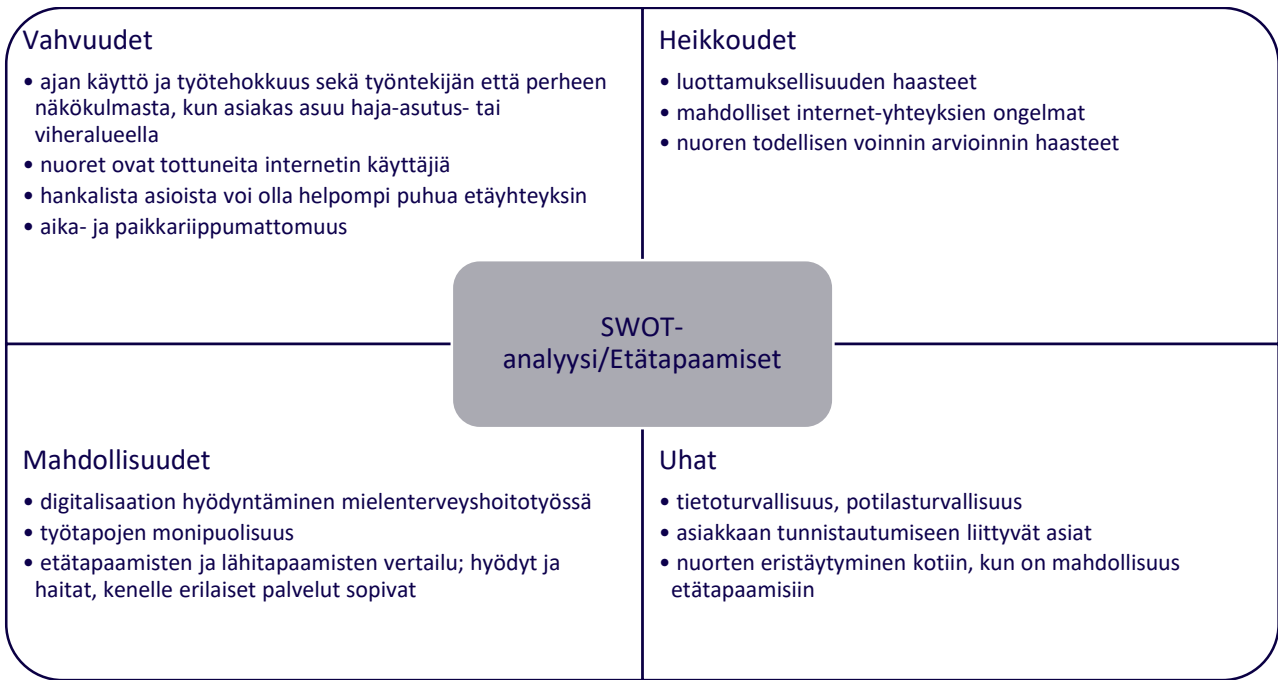 Vahvuudet
• ajan käyttö ja työtehokkuus sekä työntekijän että perheen
näkökulmasta, kun asiakas asuu haja-asutus- tai
viheralueella
• nuoret ovat tottuneita internetin käyttäjiä
• hankalista asioista voi olla helpompi puhua etäyhteyksin
• aika- ja paikkariippumattomuus
Heikkoudet
• luottamuksellisuuden haasteet
• mahdolliset internet-yhteyksien ongelmat
• nuoren todellisen voinnin arvioinnin haasteet
SWOT-
analyysi/Etätapaamiset
Mahdollisuudet
• digitalisaation hyödyntäminen mielenterveyshoitotyössä
• työtapojen monipuolisuus
• etätapaamisten ja lähitapaamisten vertailu; hyödyt ja
haitat, kenelle erilaiset palvelut sopivat
Uhat
• tietoturvallisuus, potilasturvallisuus
• asiakkaan tunnistautumiseen liittyvät asiat
• nuorten eristäytyminen kotiin, kun on mahdollisuus
etätapaamisiin